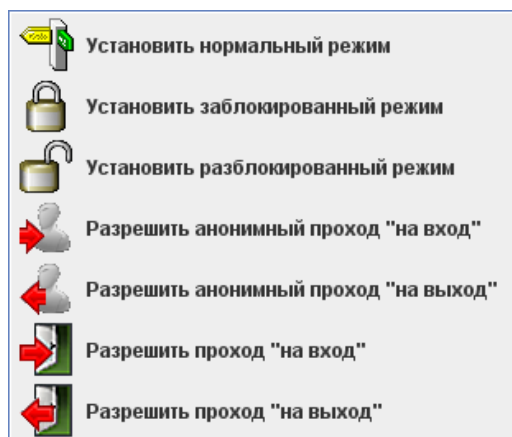 Установить нормальный режим
Установить заблокированный режим
Установить разблокированный режим
Разрешить анонимный проход "на вход"
Разрешить анонимный проход "на выход"
Разрешить проход "на вход"
Разрешить проход "на выход"